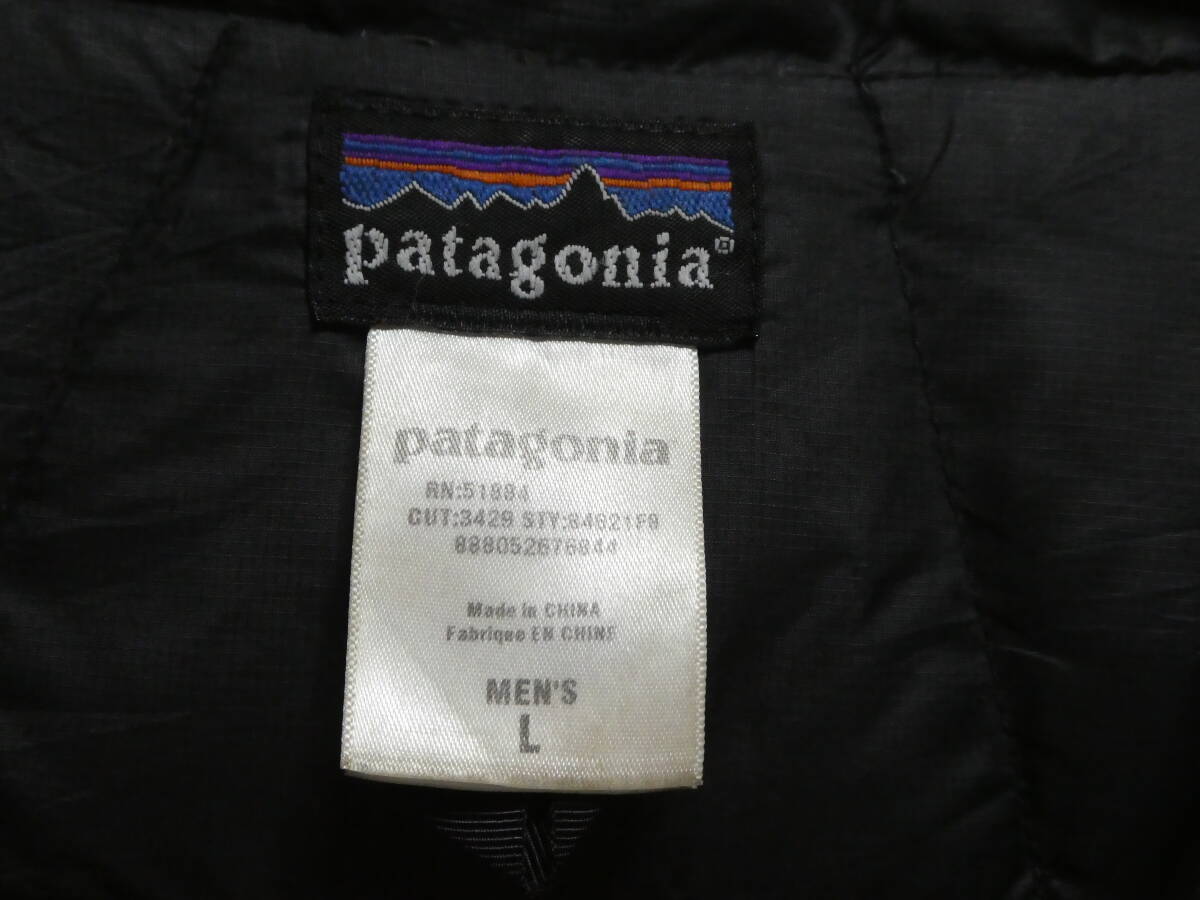 patagonia®
patagonia
RN:51884
CUT:3429 STY:84621F9
888052676844
Made in CHINA
Fabrique EN CHINE
MEN'S
L